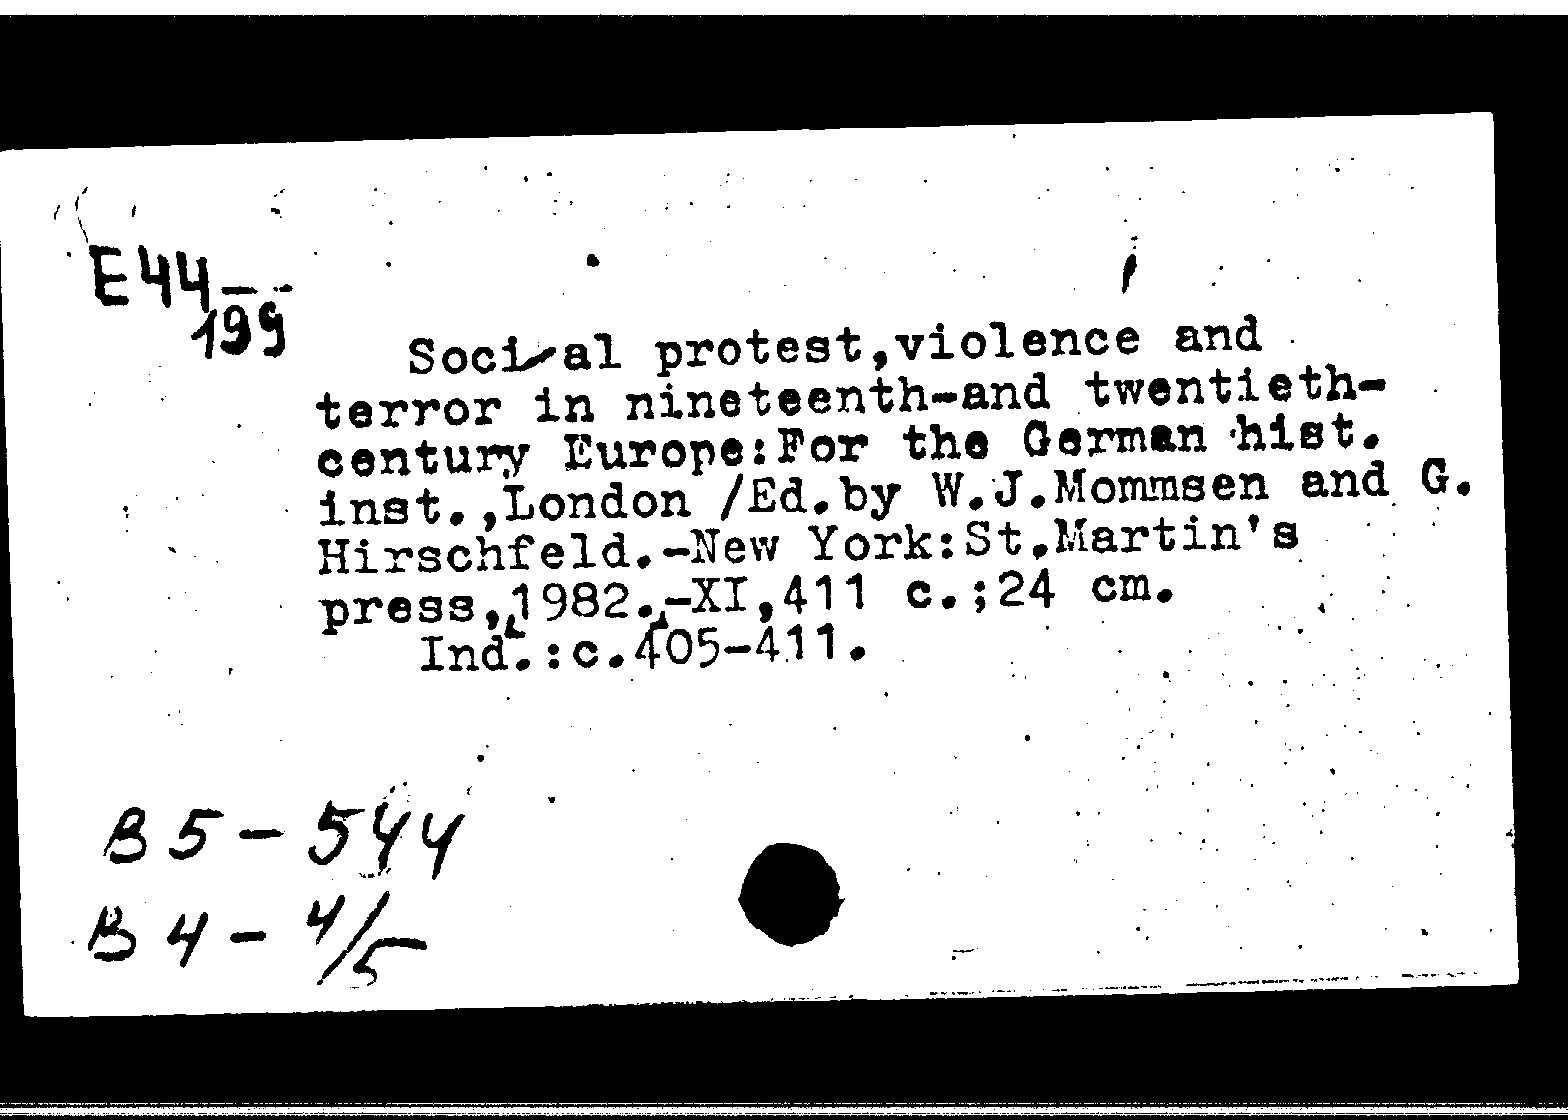 E44-
199
Social protest,violence and
terror in nineteenth-and twentieth-
century Europe:For the German hist.
inst.,London /Ed.by W.J.Mommsen and G.
Hirschfeld.-New York:St.Martin's
press,1982.-XI,411 c.;24 cm.
Ind.:c.405-411.
B5-544
B4-4/5